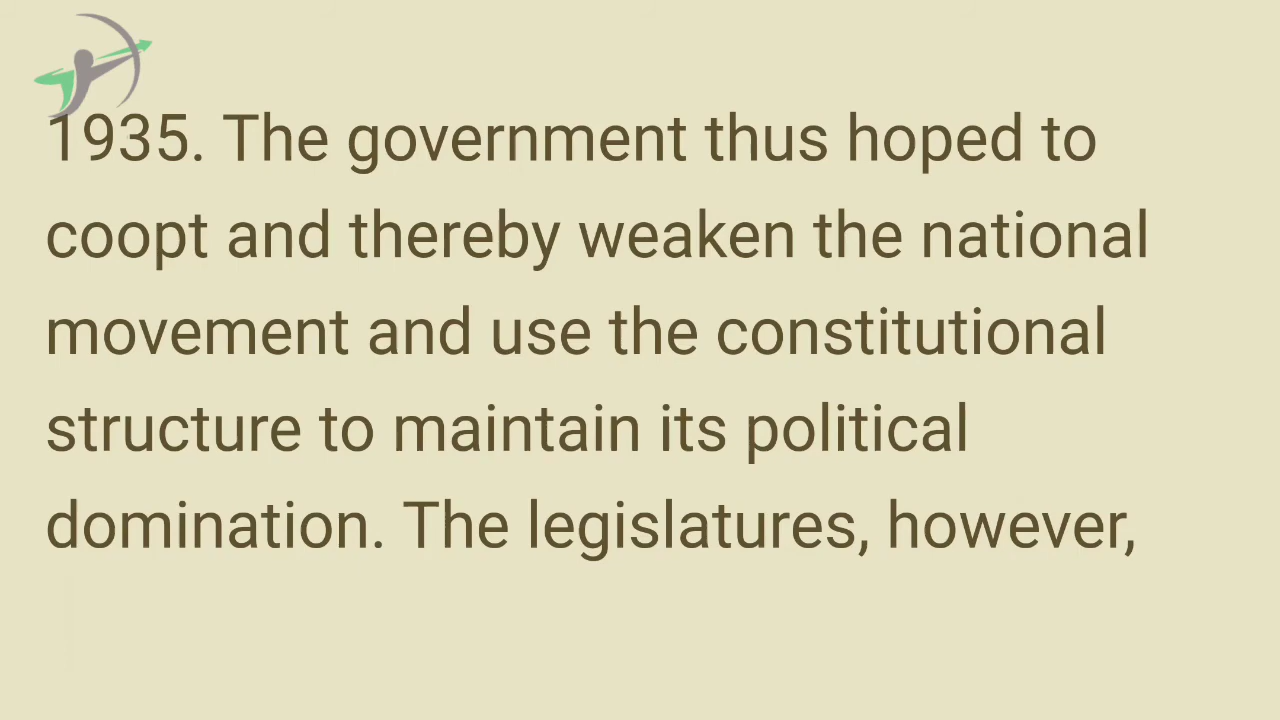 1935. The government thus hoped to
coopt and thereby weaken the national
movement and use the constitutional
structure to maintain its political
domination. The legislatures, however,